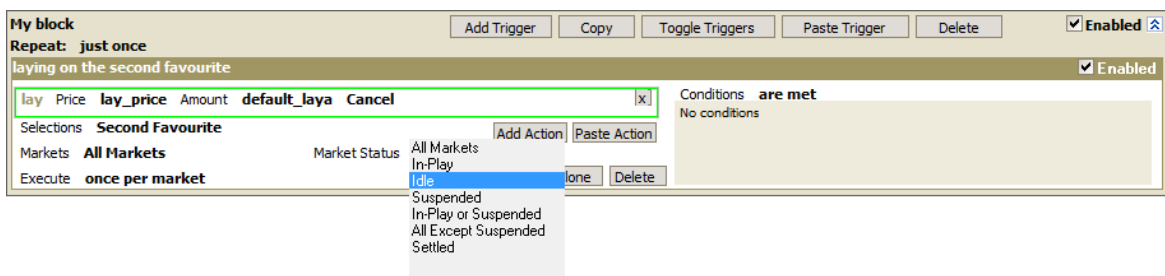 My block Add Trigger Copy Toggle Triggers Paste Trigger Delete Enabled
Repeat: just once
laying on the second favourite Enabled
lay Price lay_price Amount default_laya Cancel x Conditions are met
No conditions
Selections Second Favourite Add Action Paste Action
Markets All Markets Market Status
Execute once per market lone Delete
All Markets
In-Play
Idle
Suspended
In-Play or Suspended
All Except Suspended
Settled